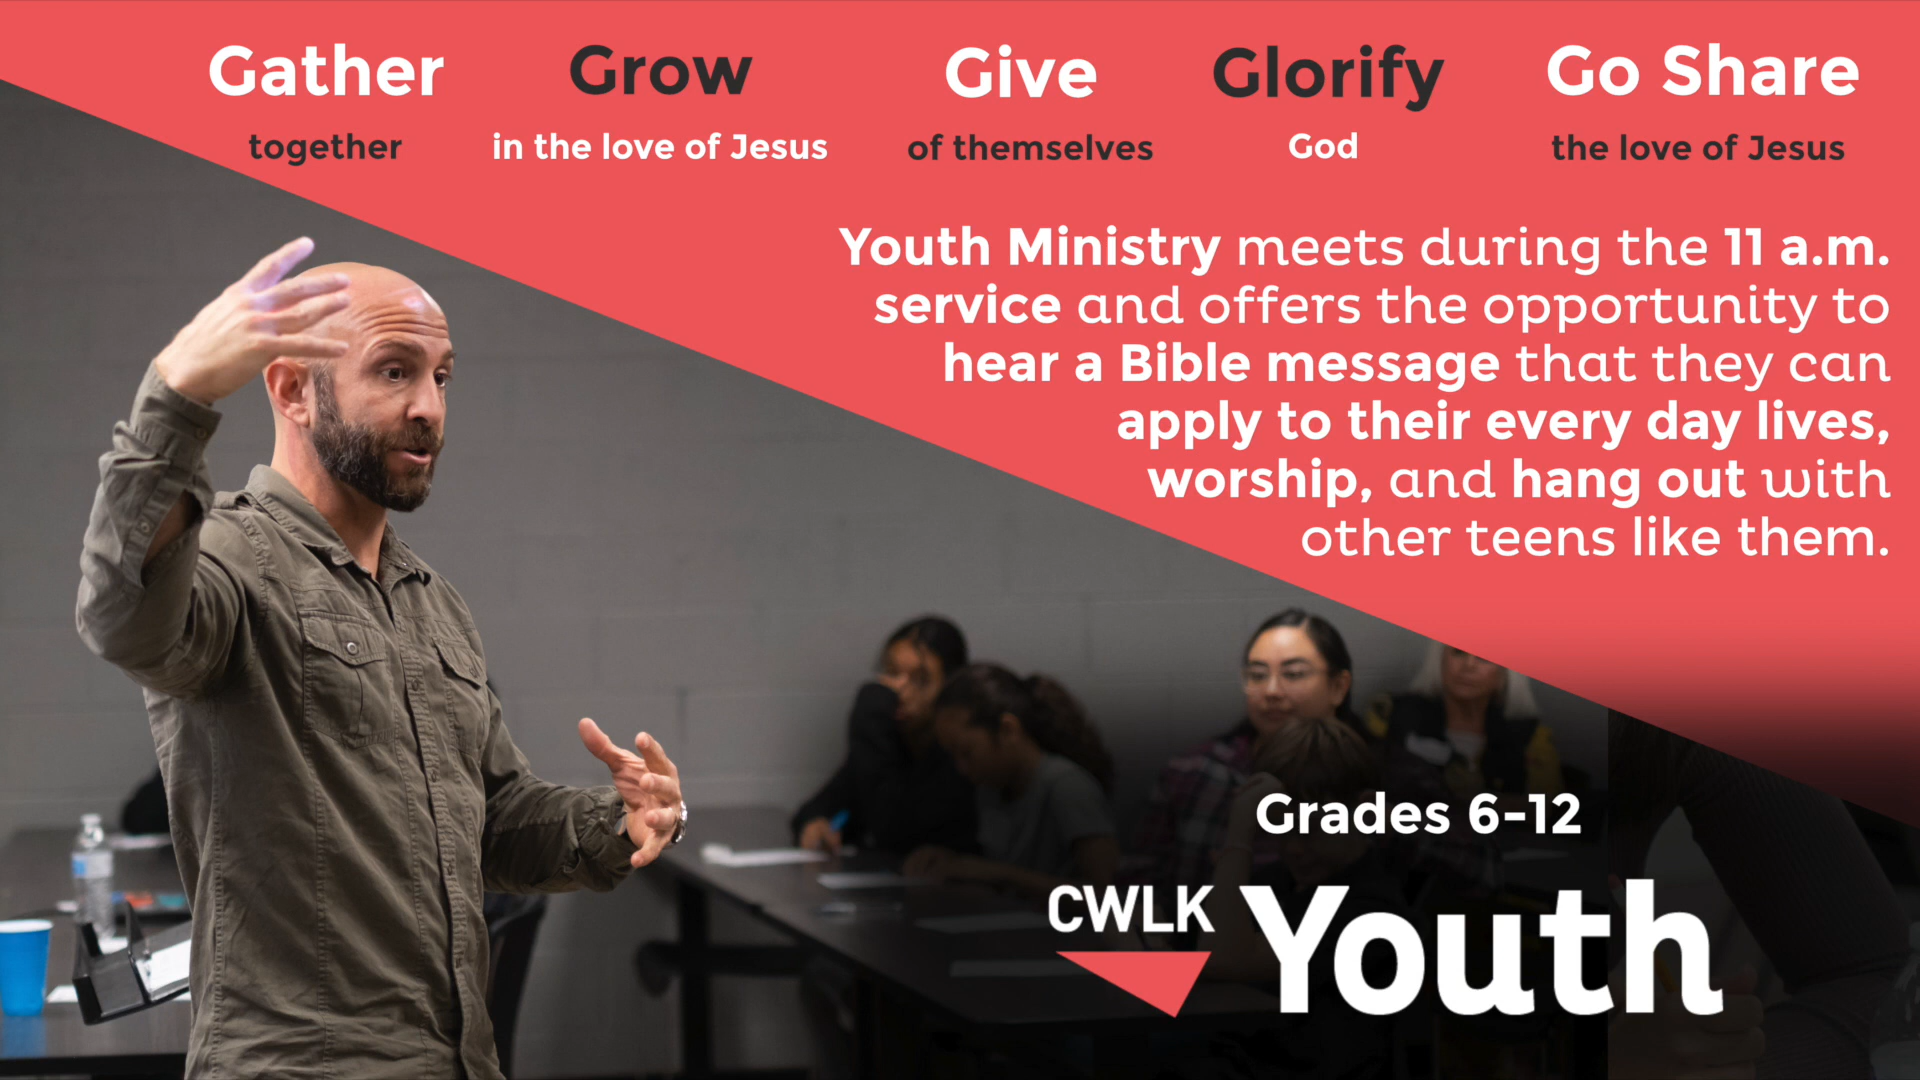 Gather Grow Give Glorify Go Share
together in the love of Jesus of themselves God the love of Jesus
Youth Ministry meets during the 11 a.m.
service and offers the opportunity to
hear a Bible message that they can
apply to their every day lives,
worship, and hang out with
other teens like them.
Grades 6-12
CWLK Youth